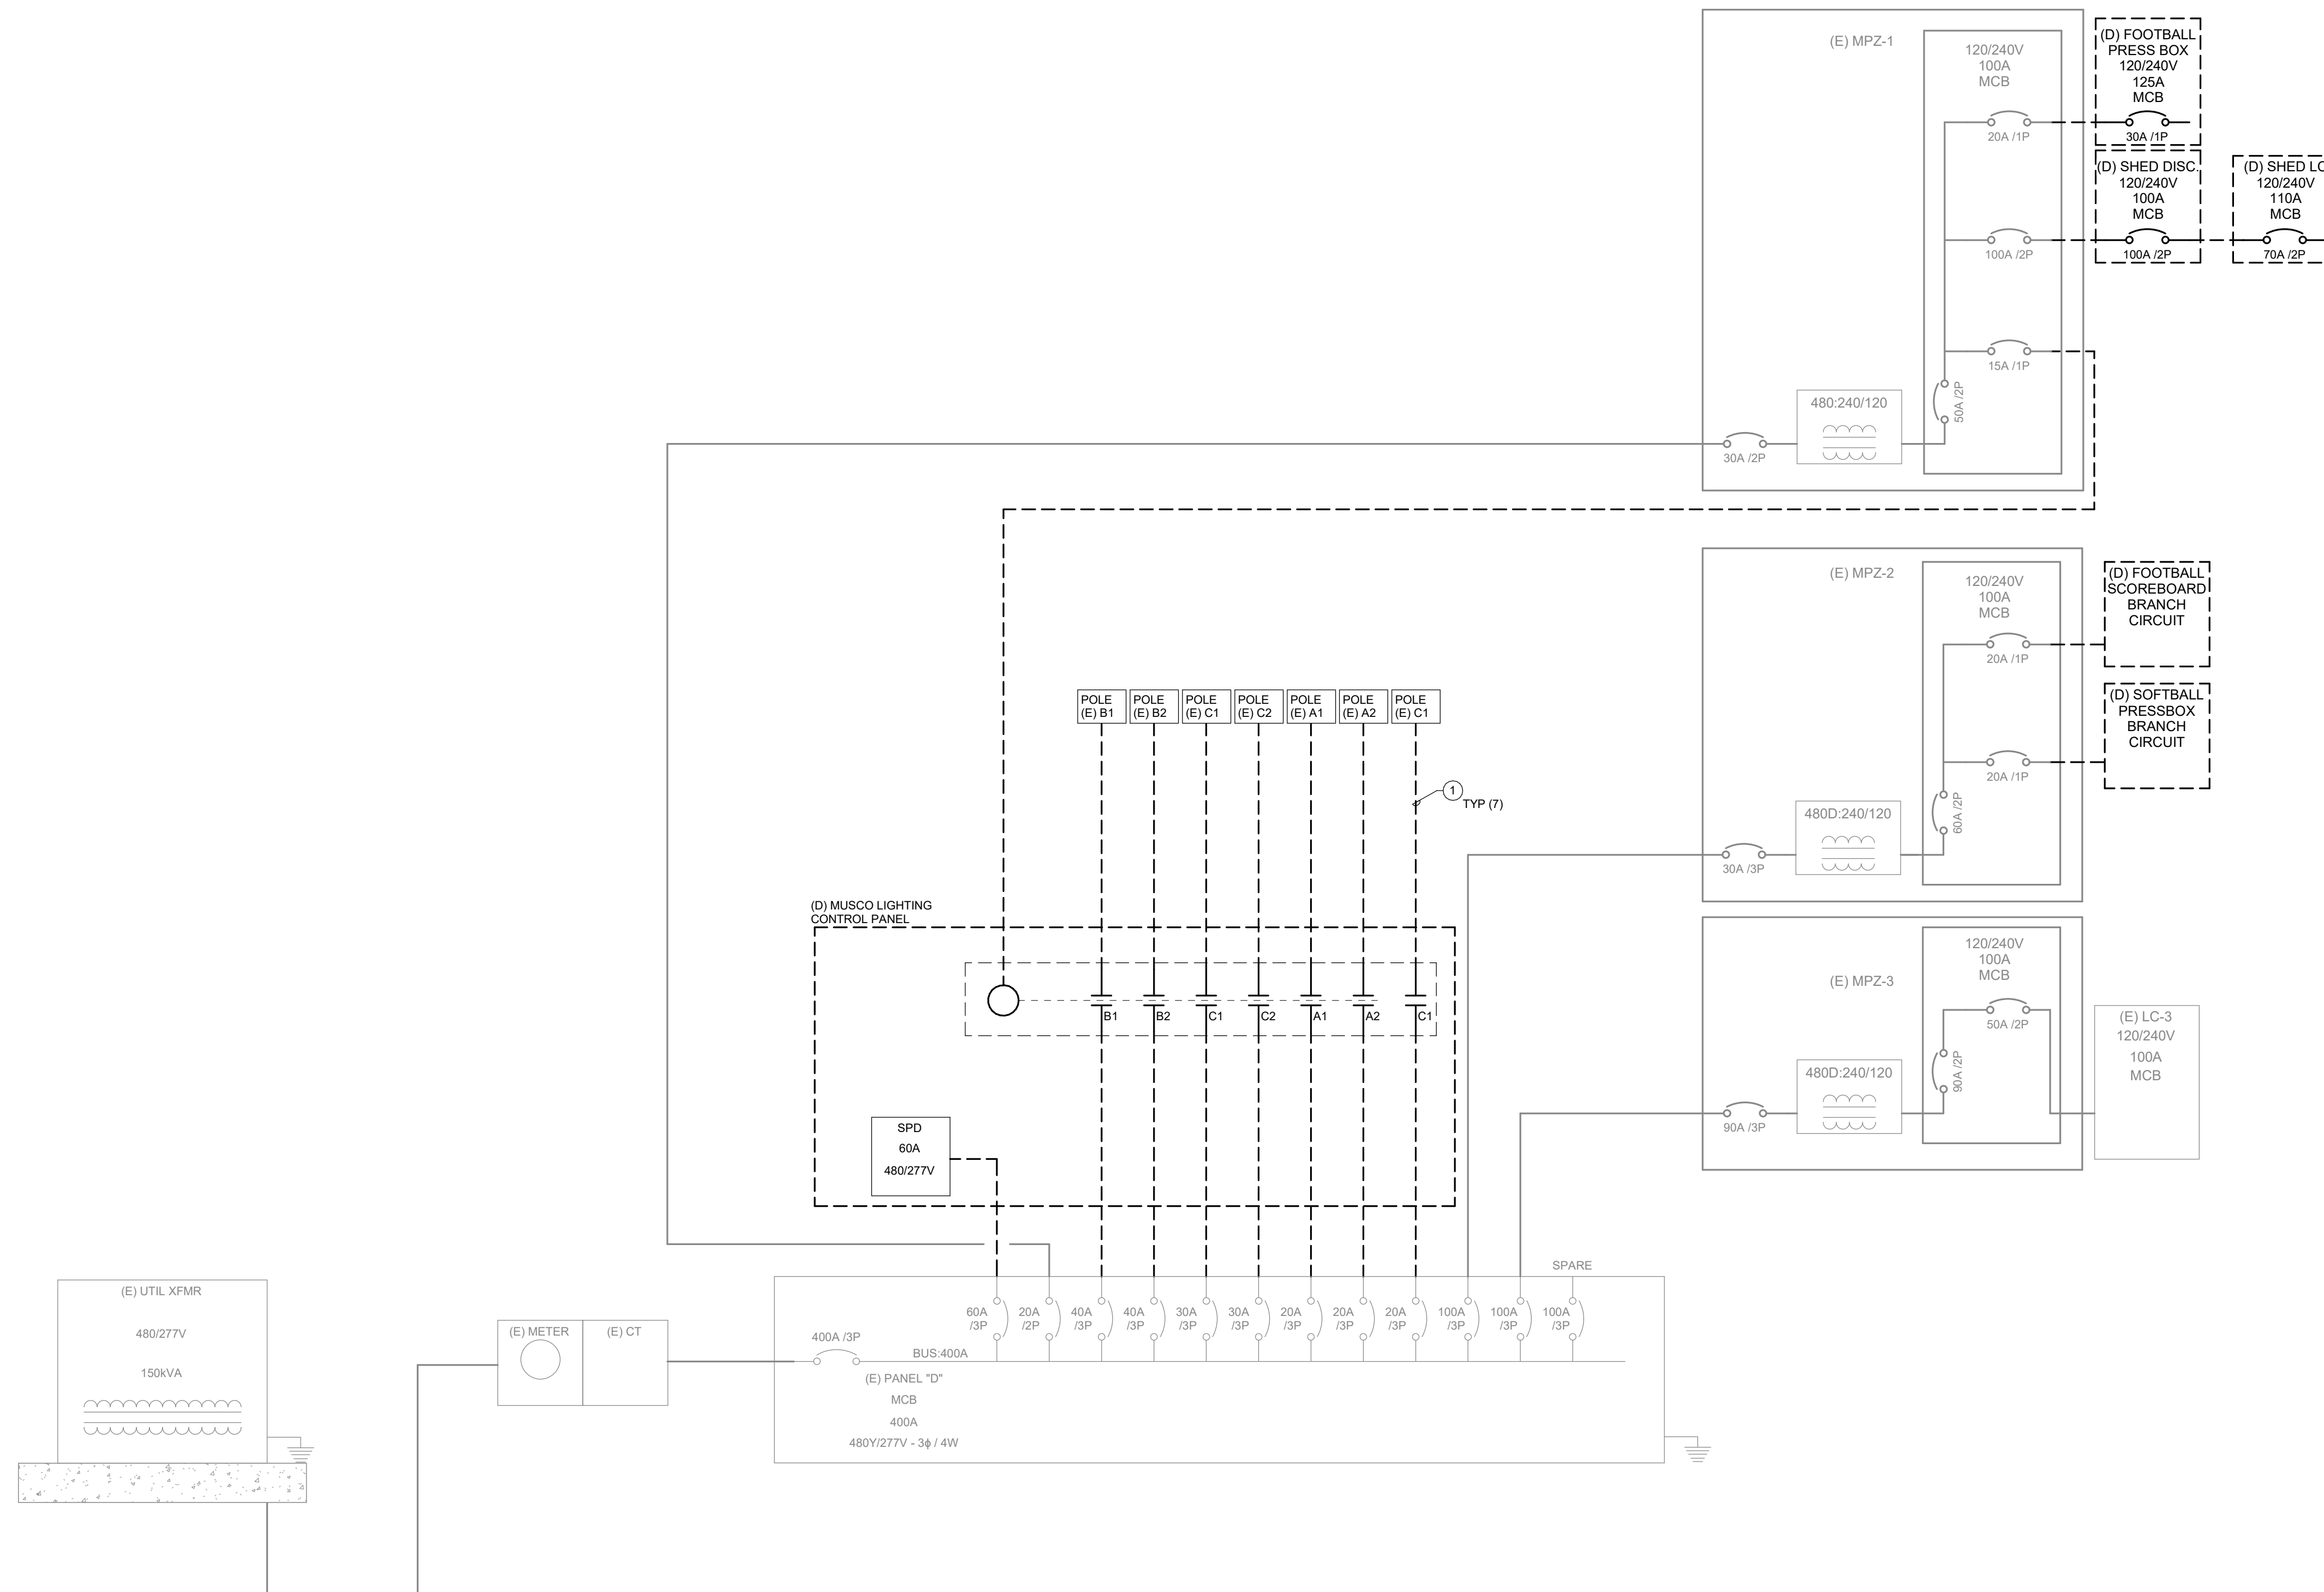 (E) MPZ-1
120/240V
100A
MCB
20A /1P
100A /2P
15A /1P
50A /2P
480:240/120
30A /2P
(D) FOOTBALL
PRESS BOX
120/240V
125A
MCB
30A /1P
(D) SHED DISC.
120/240V
100A
MCB
100A /2P
(D) SHED LC
120/240V
110A
MCB
70A /2P
(E) MPZ-2
120/240V
100A
MCB
20A /1P
20A /1P
60A /2P
480D:240/120
30A /3P
(D) FOOTBALL
SCOREBOARD
BRANCH
CIRCUIT
(D) SOFTBALL
PRESSBOX
BRANCH
CIRCUIT
POLE
(E) B1
POLE
(E) B2
POLE
(E) C1
POLE
(E) C2
POLE
(E) A1
POLE
(E) A2
POLE
(E) C1
1
TYP (7)
(D) MUSCO LIGHTING
CONTROL PANEL
B1
B2
C1
C2
A1
A2
C1
SPD
60A
480/277V
(E) MPZ-3
120/240V
100A
MCB
50A /2P
90A /2P
480D:240/120
90A /3P
(E) LC-3
120/240V
100A
MCB
(E) UTIL XFMR
480/277V
150kVA
(E) METER
(E) CT
400A /3P
BUS:400A
(E) PANEL "D"
MCB
400A
480Y/277V - 3ϕ / 4W
60A
/3P
20A
/2P
40A
/3P
40A
/3P
30A
/3P
30A
/3P
20A
/3P
20A
/3P
20A
/3P
100A
/3P
100A
/3P
100A
/3P
SPARE